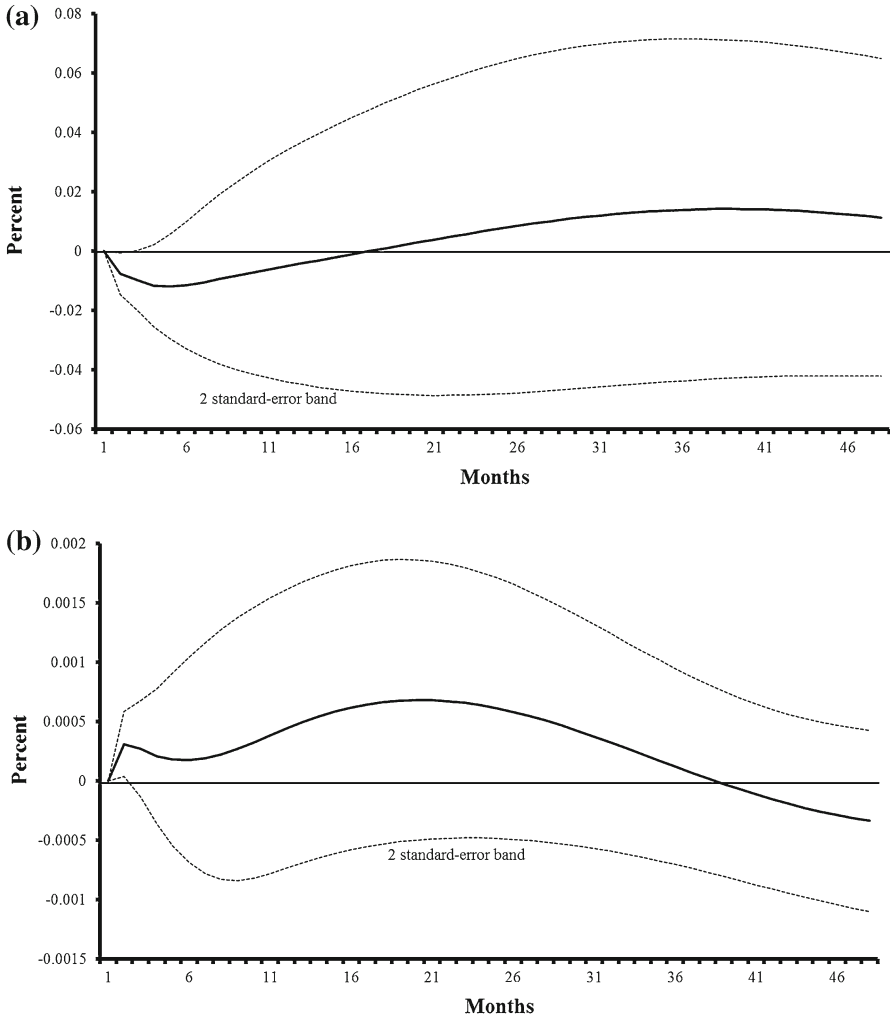 (a)
0.08
0.06
0.04
0.02
0
-0.02
-0.04
-0.06
Percent
2 standard-error band
1 6 11 16 21 26 31 36 41 46
Months
(b)
0.002
0.0015
0.001
0.0005
0
-0.0005
-0.001
-0.0015
Percent
2 standard-error band
1 6 11 16 21 26 31 36 41 46
Months